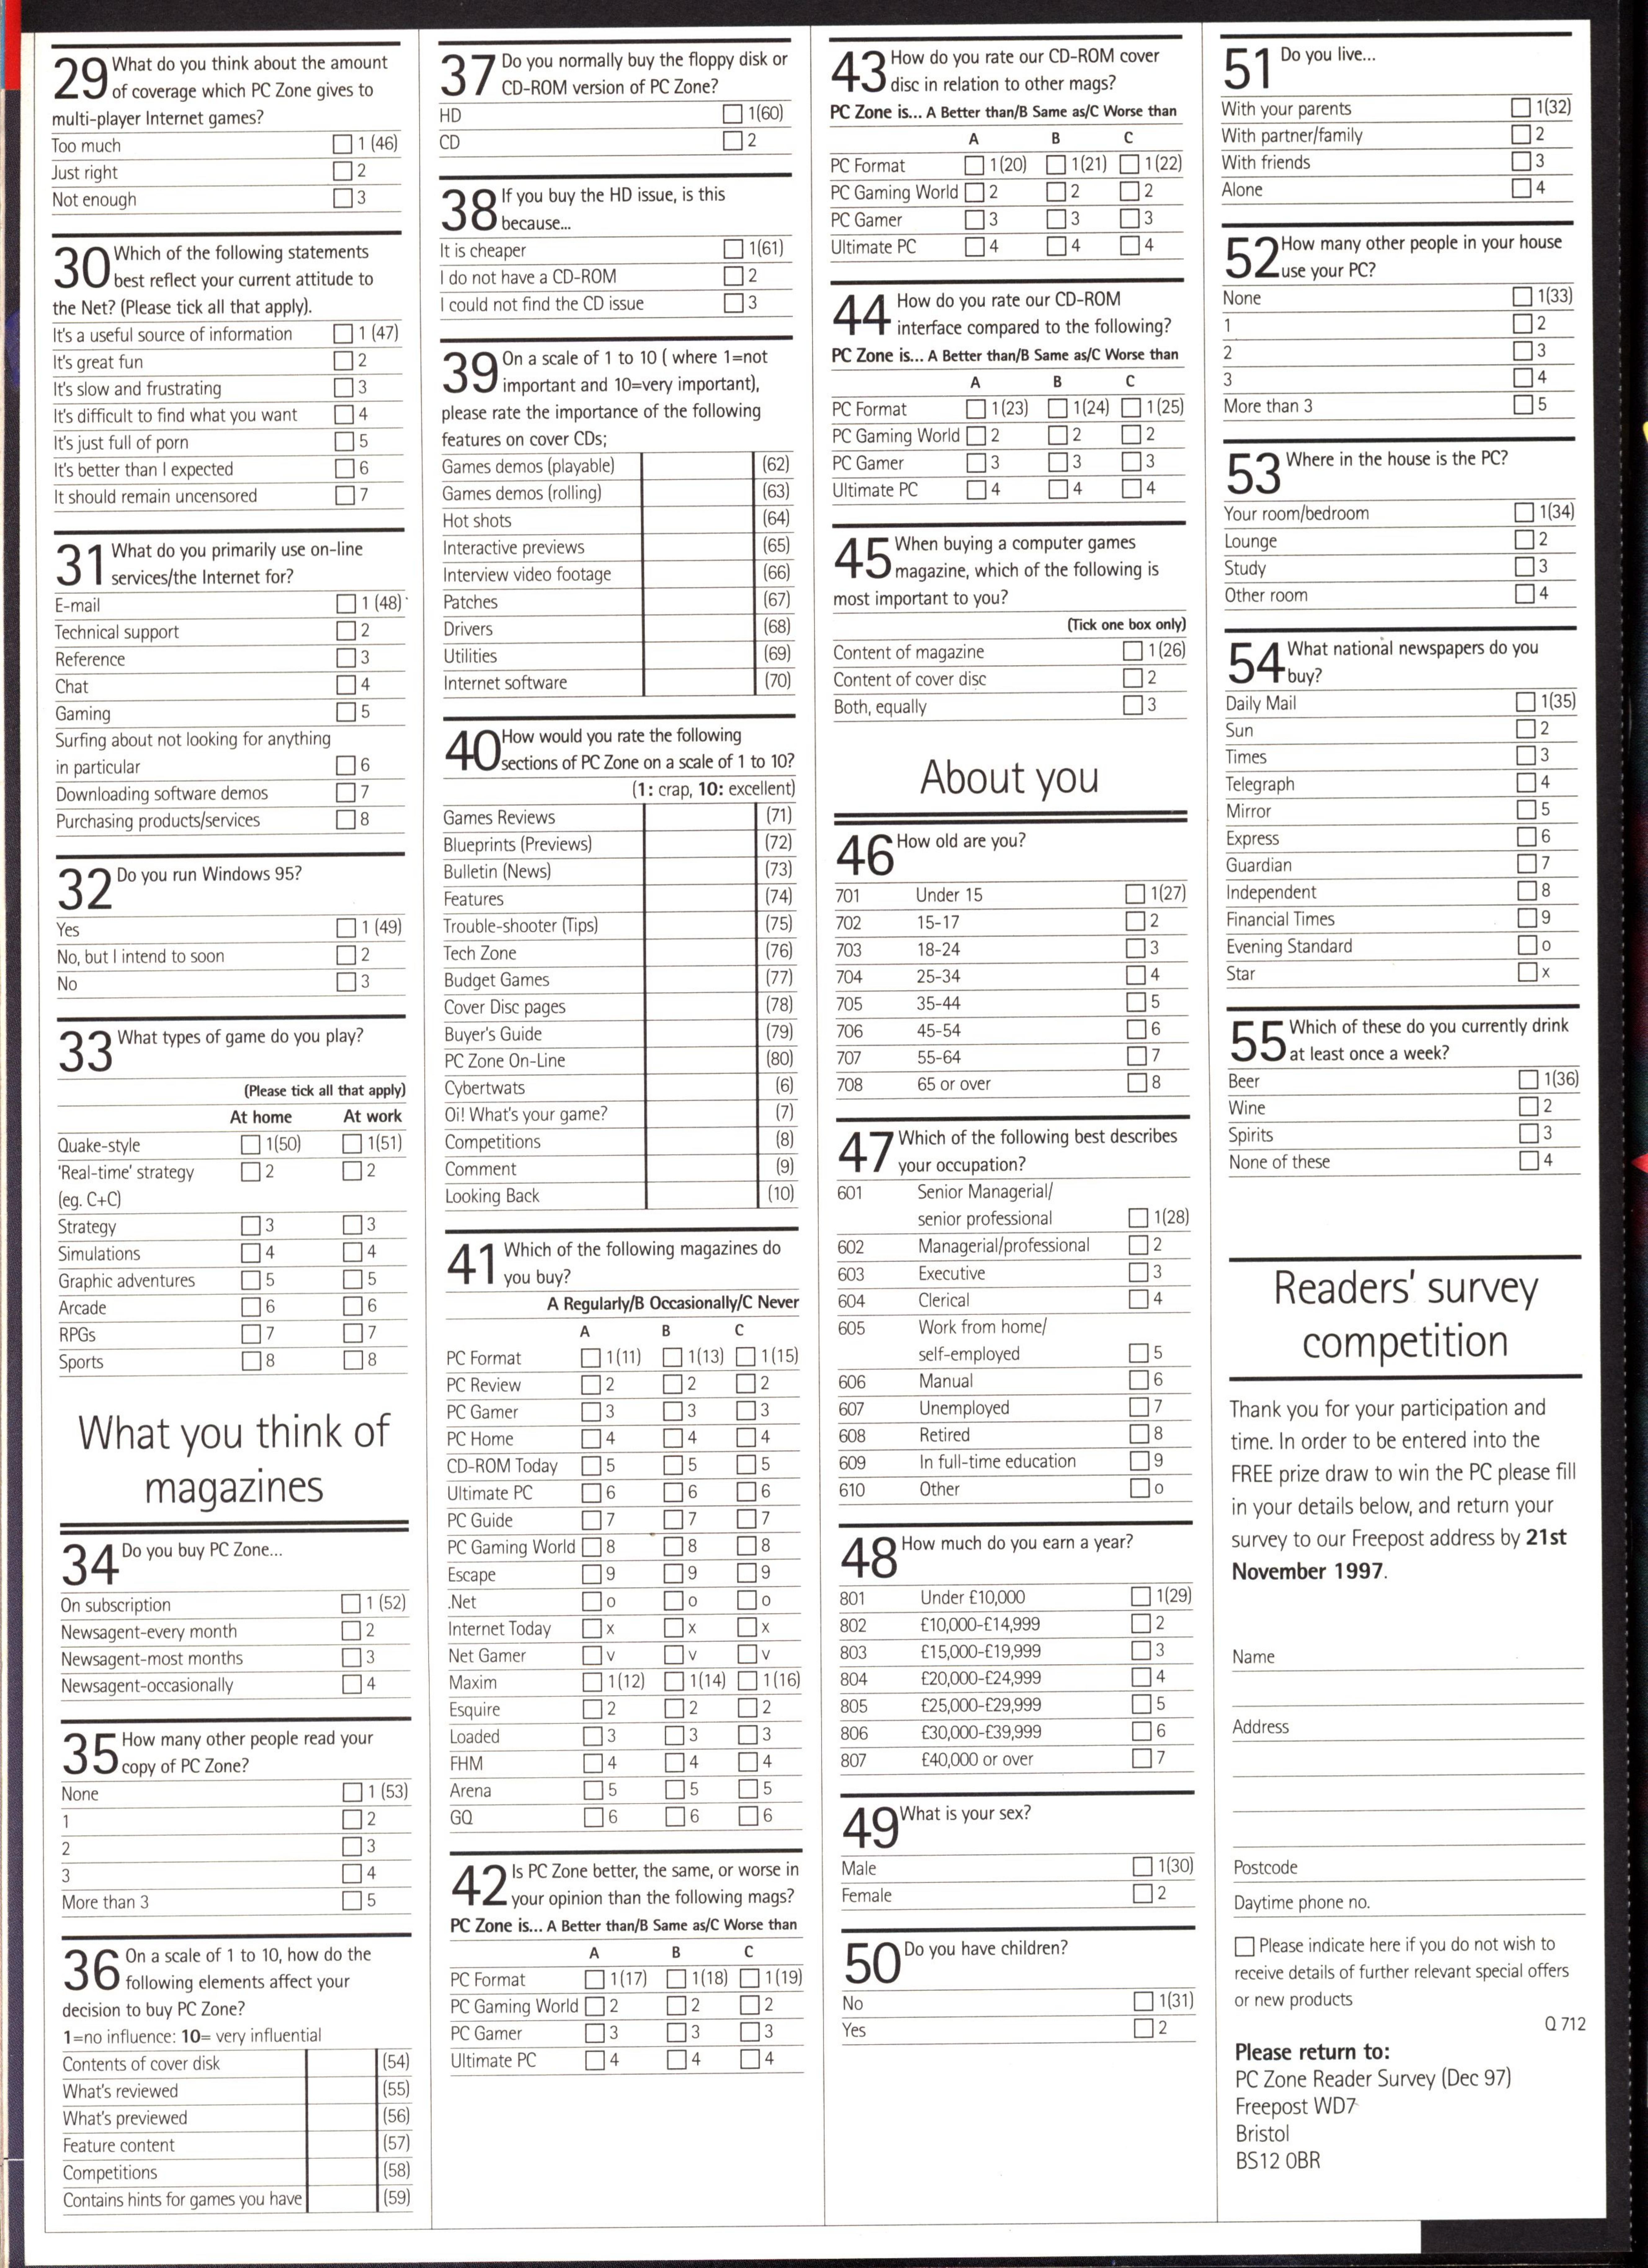 29 What do you think about the amount
of coverage which PC Zone gives to
multi-player Internet games?
Too much 1 (46)
Just right 2
Not enough 3
30 Which of the following statements
best reflect your current attitude to
the Net? (Please tick all that apply).
It's a useful source of information 1 (47)
It's great fun 2
It's slow and frustrating 3
It's difficult to find what you want 4
It's just full of porn 5
It's better than I expected 6
It should remain uncensored 7
31 What do you primarily use on-line
services/the Internet for?
E-mail 1 (48)
Technical support 2
Reference 3
Chat 4
Gaming 5
Surfing about not looking for anything
in particular 6
Downloading software demos 7
Purchasing products/services 8
32 Do you run Windows 95?
Yes 1 (49)
No, but I intend to soon 2
No 3
33 What types of game do you play?
(Please tick all that apply)
At home At work
Quake-style 1(50) 1(51)
'Real-time' strategy 2 2
(eg. C+C)
Strategy 3 3
Simulations 4 4
Graphic adventures 5 5
Arcade 6 6
RPGs 7 7
Sports 8 8
What you think of
magazines
34 Do you buy PC Zone...
On subscription 1 (52)
Newsagent-every month 2
Newsagent-most months 3
Newsagent-occasionally 4
35 How many other people read your
copy of PC Zone?
None 1 (53)
1 2
2 3
3 4
More than 3 5
36 On a scale of 1 to 10, how do the
following elements affect your
decision to buy PC Zone?
1=no influence: 10= very influential
Contents of cover disk (54)
What's reviewed (55)
What's previewed (56)
Feature content (57)
Competitions (58)
Contains hints for games you have (59)
37 Do you normally buy the floppy disk or
CD-ROM version of PC Zone?
HD 1(60)
CD 2
38 If you buy the HD issue, is this
because...
It is cheaper 1(61)
I do not have a CD-ROM 2
I could not find the CD issue 3
39 On a scale of 1 to 10 ( where 1=not
important and 10=very important),
please rate the importance of the following
features on cover CDs;
Games demos (playable) (62)
Games demos (rolling) (63)
Hot shots (64)
Interactive previews (65)
Interview video footage (66)
Patches (67)
Drivers (68)
Utilities (69)
Internet software (70)
40 How would you rate the following
sections of PC Zone on a scale of 1 to 10?
(1: crap, 10: excellent)
Games Reviews (71)
Blueprints (Previews) (72)
Bulletin (News) (73)
Features (74)
Trouble-shooter (Tips) (75)
Tech Zone (76)
Budget Games (77)
Cover Disc pages (78)
Buyer's Guide (79)
PC Zone On-Line (80)
Cybertwats (6)
Oi! What's your game? (7)
Competitions (8)
Comment (9)
Looking Back (10)
41 Which of the following magazines do
you buy?
A Regularly/B Occasionally/C Never
A B C
PC Format 1(11) 1(13) 1(15)
PC Review 2 2 2
PC Gamer 3 3 3
PC Home 4 4 4
CD-ROM Today 5 5 5
Ultimate PC 6 6 6
PC Guide 7 7 7
PC Gaming World 8 8 8
Escape 9 9 9
.Net o o o
Internet Today x x x
Net Gamer v v v
Maxim 1(12) 1(14) 1(16)
Esquire 2 2 2
Loaded 3 3 3
FHM 4 4 4
Arena 5 5 5
GQ 6 6 6
42 Is PC Zone better, the same, or worse in
your opinion than the following mags?
PC Zone is... A Better than/B Same as/C Worse than
A B C
PC Format 1(17) 1(18) 1(19)
PC Gaming World 2 2 2
PC Gamer 3 3 3
Ultimate PC 4 4 4
43 How do you rate our CD-ROM cover
disc in relation to other mags?
PC Zone is... A Better than/B Same as/C Worse than
A B C
PC Format 1(20) 1(21) 1(22)
PC Gaming World 2 2 2
PC Gamer 3 3 3
Ultimate PC 4 4 4
44 How do you rate our CD-ROM
interface compared to the following?
PC Zone is... A Better than/B Same as/C Worse than
A B C
PC Format 1(23) 1(24) 1(25)
PC Gaming World 2 2 2
PC Gamer 3 3 3
Ultimate PC 4 4 4
45 When buying a computer games
magazine, which of the following is
most important to you?
(Tick one box only)
Content of magazine 1(26)
Content of cover disc 2
Both, equally 3
About you
46 How old are you?
701 Under 15 1(27)
702 15-17 2
703 18-24 3
704 25-34 4
705 35-44 5
706 45-54 6
707 55-64 7
708 65 or over 8
47 Which of the following best describes
your occupation?
601 Senior Managerial/
senior professional 1(28)
602 Managerial/professional 2
603 Executive 3
604 Clerical 4
605 Work from home/
self-employed 5
606 Manual 6
607 Unemployed 7
608 Retired 8
609 In full-time education 9
610 Other o
48 How much do you earn a year?
801 Under £10,000 1(29)
802 £10,000-£14,999 2
803 £15,000-£19,999 3
804 £20,000-£24,999 4
805 £25,000-£29,999 5
806 £30,000-£39,999 6
807 £40,000 or over 7
49 What is your sex?
Male 1(30)
Female 2
50 Do you have children?
No 1(31)
Yes 2
51 Do you live...
With your parents 1(32)
With partner/family 2
With friends 3
Alone 4
52 How many other people in your house
use your PC?
None 1(33)
1 2
2 3
3 4
More than 3 5
53 Where in the house is the PC?
Your room/bedroom 1(34)
Lounge 2
Study 3
Other room 4
54 What national newspapers do you
buy?
Daily Mail 1(35)
Sun 2
Times 3
Telegraph 4
Mirror 5
Express 6
Guardian 7
Independent 8
Financial Times 9
Evening Standard o
Star x
55 Which of these do you currently drink
at least once a week?
Beer 1(36)
Wine 2
Spirits 3
None of these 4
Readers' survey
competition
Thank you for your participation and
time. In order to be entered into the
FREE prize draw to win the PC please fill
in your details below, and return your
survey to our Freepost address by 21st
November 1997.
Name
Address
Postcode
Daytime phone no.
Please indicate here if you do not wish to
receive details of further relevant special offers
or new products
Q 712
Please return to:
PC Zone Reader Survey (Dec 97)
Freepost WD7
Bristol
BS12 0BR